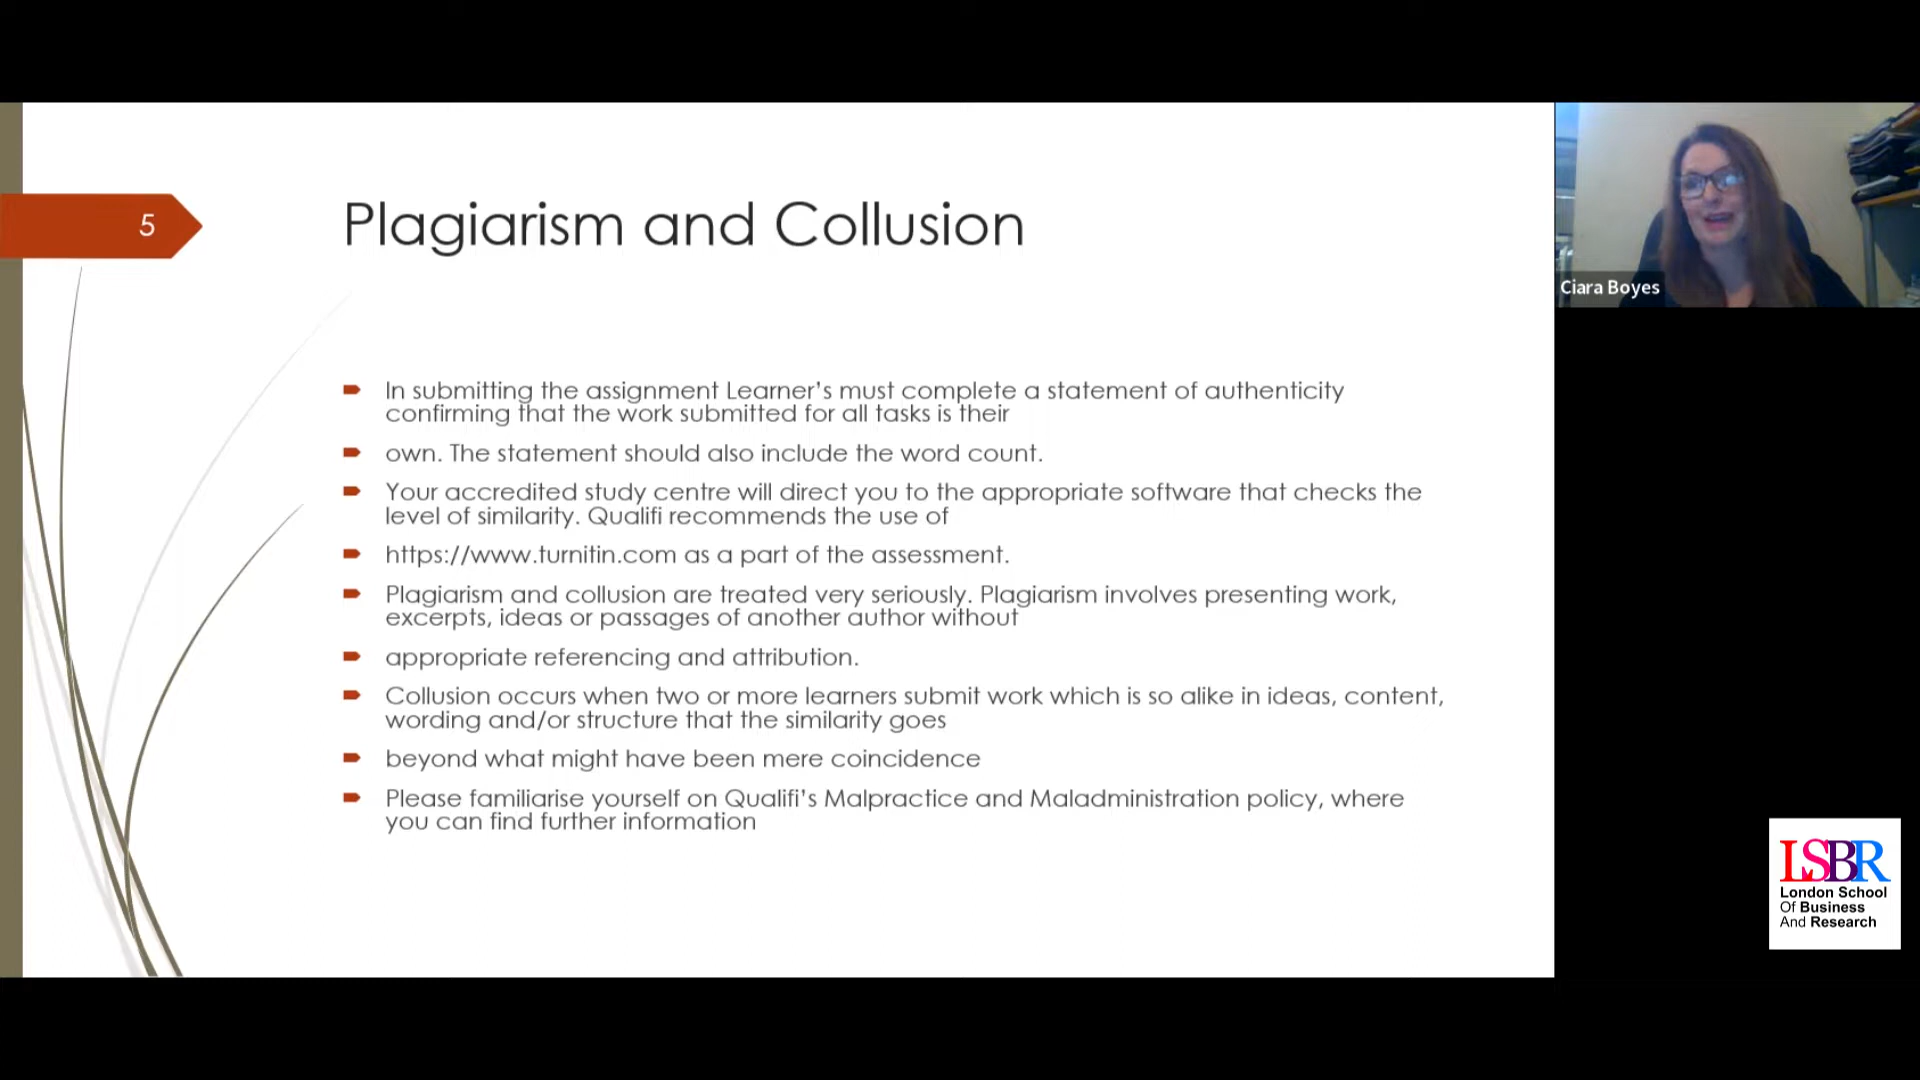 5
Plagiarism and Collusion
In submitting the assignment Learner’s must complete a statement of authenticity
confirming that the work submitted for all tasks is their
own. The statement should also include the word count.
Your accredited study centre will direct you to the appropriate software that checks the
level of similarity. Qualifi recommends the use of
https://www.turnitin.com as a part of the assessment.
Plagiarism and collusion are treated very seriously. Plagiarism involves presenting work,
excerpts, ideas or passages of another author without
appropriate referencing and attribution.
Collusion occurs when two or more learners submit work which is so alike in ideas, content,
wording and/or structure that the similarity goes
beyond what might have been mere coincidence
Please familiarise yourself on Qualifi’s Malpractice and Maladministration policy, where
you can find further information
Ciara Boyes
LSBR
London School
Of Business
And Research